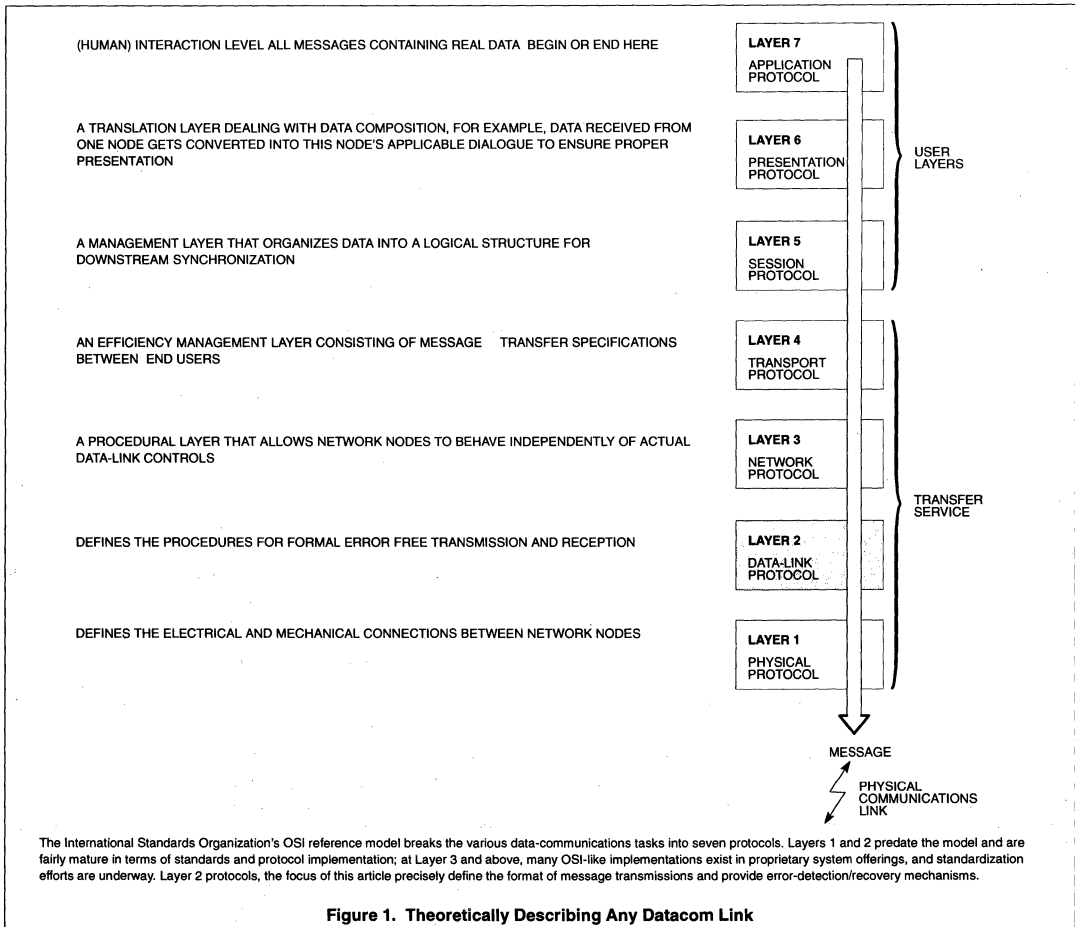 (HUMAN) INTERACTION LEVEL ALL MESSAGES CONTAINING REAL DATA BEGIN OR END HERE
LAYER 7
APPLICATION
PROTOCOL
A TRANSLATION LAYER DEALING WITH DATA COMPOSITION, FOR EXAMPLE, DATA RECEIVED FROM
ONE NODE GETS CONVERTED INTO THIS NODE'S APPLICABLE DIALOGUE TO ENSURE PROPER
PRESENTATION
LAYER 6
PRESENTATION
PROTOCOL
USER
LAYERS
A MANAGEMENT LAYER THAT ORGANIZES DATA INTO A LOGICAL STRUCTURE FOR
DOWNSTREAM SYNCHRONIZATION
LAYER 5
SESSION
PROTOCOL
AN EFFICIENCY MANAGEMENT LAYER CONSISTING OF MESSAGE TRANSFER SPECIFICATIONS
BETWEEN END USERS
LAYER 4
TRANSPORT
PROTOCOL
A PROCEDURAL LAYER THAT ALLOWS NETWORK NODES TO BEHAVE INDEPENDENTLY OF ACTUAL
DATA-LINK CONTROLS
LAYER 3
NETWORK
PROTOCOL
TRANSFER
SERVICE
DEFINES THE PROCEDURES FOR FORMAL ERROR FREE TRANSMISSION AND RECEPTION
LAYER 2
DATA-LINK
PROTOCOL
DEFINES THE ELECTRICAL AND MECHANICAL CONNECTIONS BETWEEN NETWORK NODES
LAYER 1
PHYSICAL
PROTOCOL
MESSAGE
PHYSICAL
COMMUNICATIONS
LINK
The International Standards Organization's OSI reference model breaks the various data-communications tasks into seven protocols. Layers 1 and 2 predate the model and are
fairly mature in terms of standards and protocol implementation; at Layer 3 and above, many OSI-like implementations exist in proprietary system offerings, and standardization
efforts are underway. Layer 2 protocols, the focus of this article precisely define the format of message transmissions and provide error-detection/recovery mechanisms.
Figure 1. Theoretically Describing Any Datacom Link